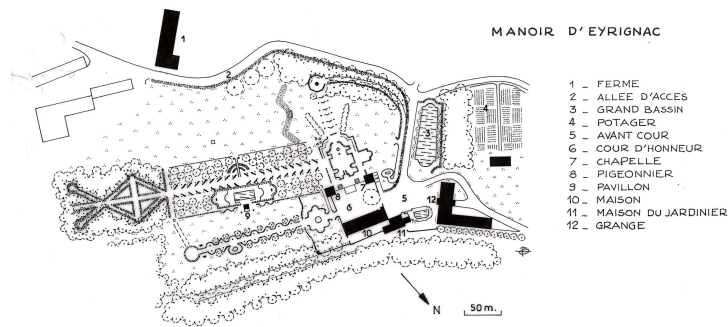 MANOIR D'EYRIGNAC
1 _ FERME
2 _ ALLEE D'ACCES
3 _ GRAND BASSIN
4 _ POTAGER
5 _ AVANT COUR
6 _ COUR D'HONNEUR
7 _ CHAPELLE
8 _ PIGEONNIER
9 _ PAVILLON
10 _ MAISON
11 _ MAISON DU JARDINIER
12 _ GRANGE
1
2
3
4
5
6
9
10
11
12
N
50 m.